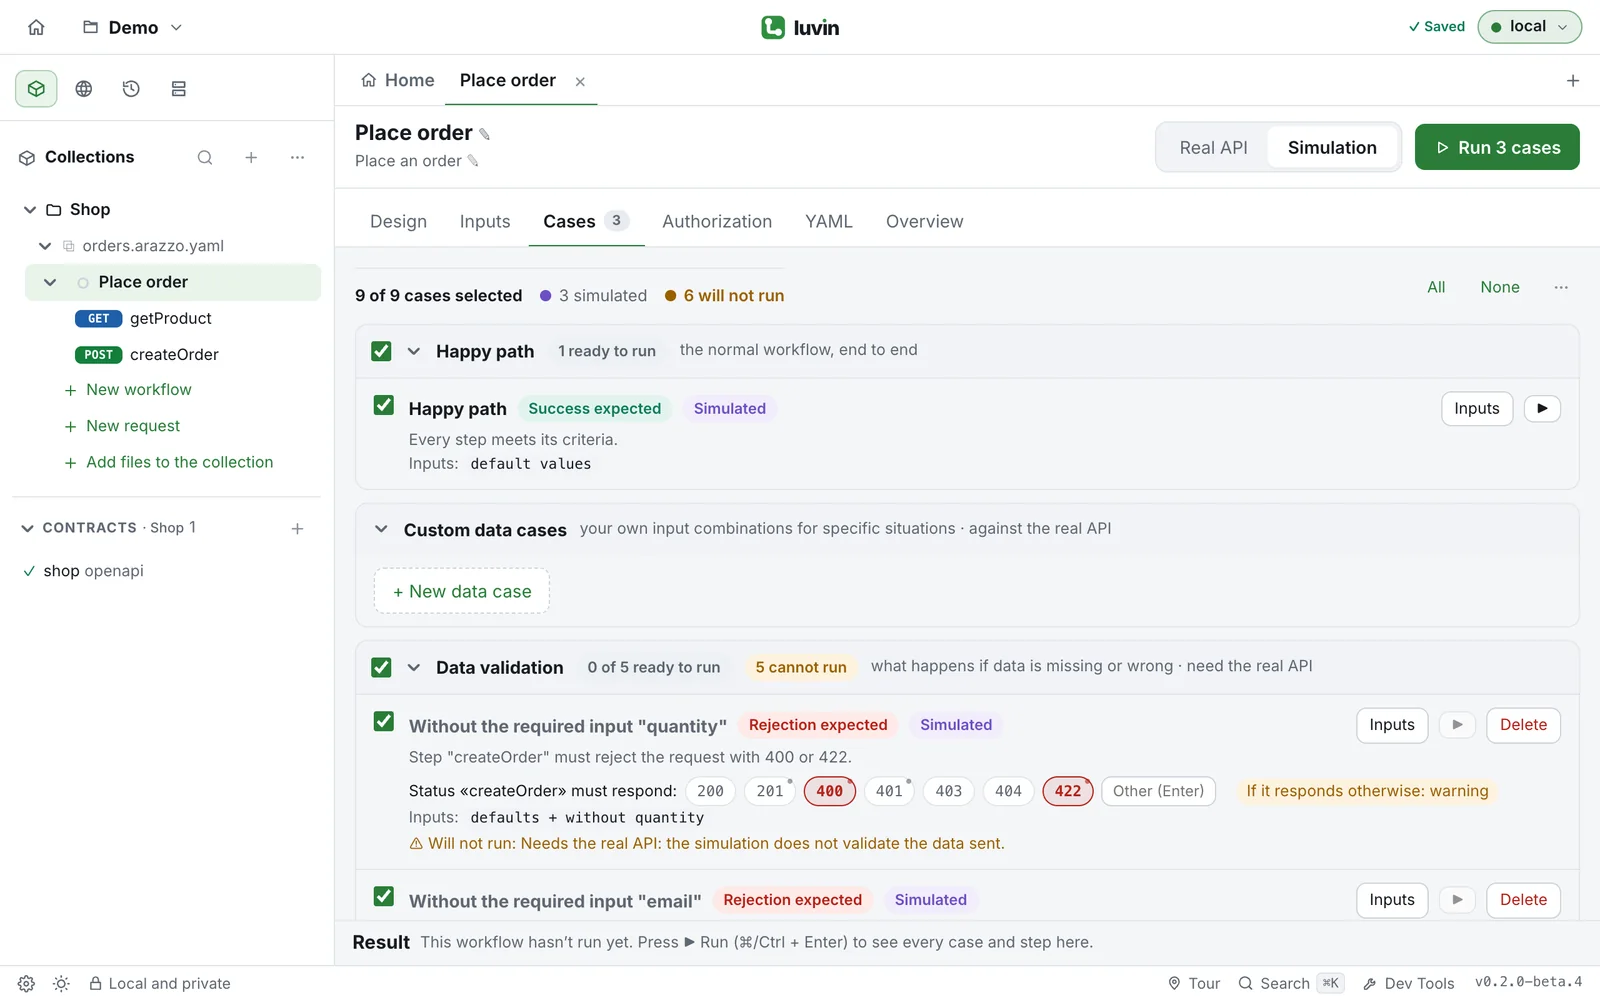 Demo
luvin
Saved
local
Home
Place order
Collections
Place order
Place an order
Real API
Simulation
Run 3 cases
Shop
orders.arazzo.yaml
Place order
GET getProduct
POST createOrder
+ New workflow
+ New request
+ Add files to the collection
CONTRACTS · Shop 1
shop openapi
Design
Inputs
Cases 3
Authorization
YAML
Overview
9 of 9 cases selected
3 simulated
6 will not run
All
None
Happy path
1 ready to run
the normal workflow, end to end
Happy path
Success expected
Simulated
Inputs
Every step meets its criteria.
Inputs: default values
Custom data cases
your own input combinations for specific situations · against the real API
+ New data case
Data validation
0 of 5 ready to run
5 cannot run
what happens if data is missing or wrong · need the real API
Without the required input "quantity"
Rejection expected
Simulated
Inputs
Delete
Step "createOrder" must reject the request with 400 or 422.
Status «createOrder» must respond: 200 201 400 401 403 404 422 Other (Enter)
If it responds otherwise: warning
Inputs: defaults + without quantity
Will not run: Needs the real API: the simulation does not validate the data sent.
Without the required input "email"
Rejection expected
Simulated
Inputs
Delete
Result This workflow hasn't run yet. Press ▶ Run (⌘/Ctrl + Enter) to see every case and step here.
Local and private
Tour
Search ⌘K
Dev Tools
v0.2.0-beta.4